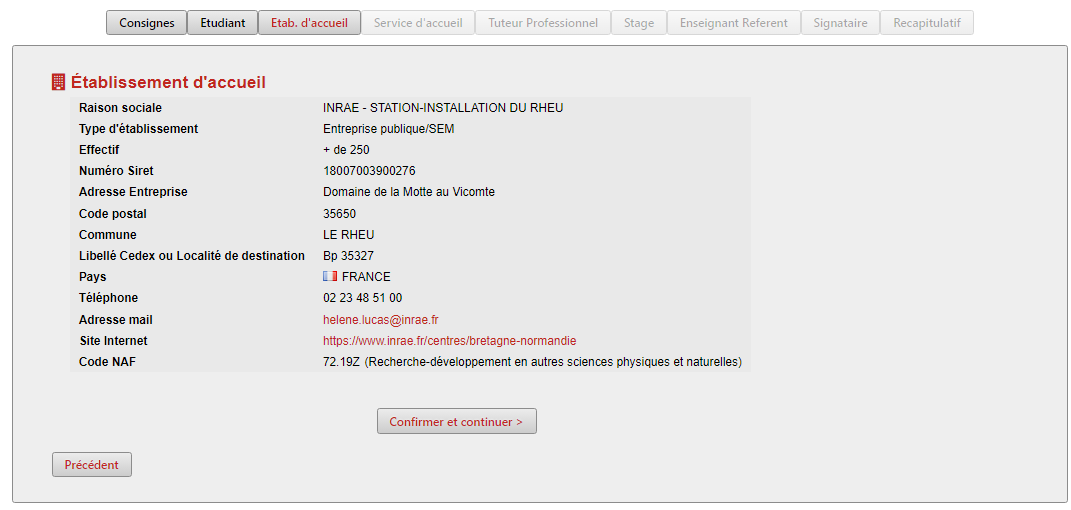 Consignes Etudiant Etab. d'accueil Service d'accueil Tuteur Professionnel Stage Enseignant Referent Signataire Recapitulatif
Établissement d'accueil
Raison sociale INRAE - STATION-INSTALLATION DU RHEU
Type d'établissement Entreprise publique/SEM
Effectif + de 250
Numéro Siret 18007003900276
Adresse Entreprise Domaine de la Motte au Vicomte
Code postal 35650
Commune LE RHEU
Libellé Cedex ou Localité de destination Bp 35327
Pays FRANCE
Téléphone 02 23 48 51 00
Adresse mail helene.lucas@inrae.fr
Site Internet https://www.inrae.fr/centres/bretagne-normandie
Code NAF 72.19Z (Recherche-développement en autres sciences physiques et naturelles)
Confirmer et continuer >
Précédent